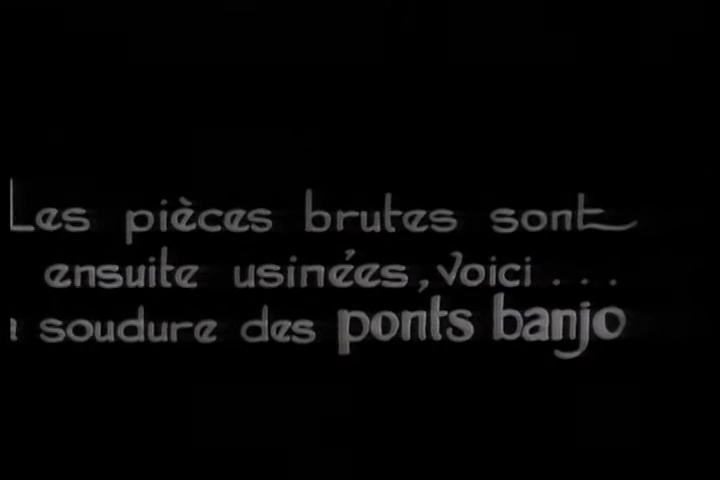 Les pièces brutes sont
ensuite usinées, voici...
soudure des ponts banjo